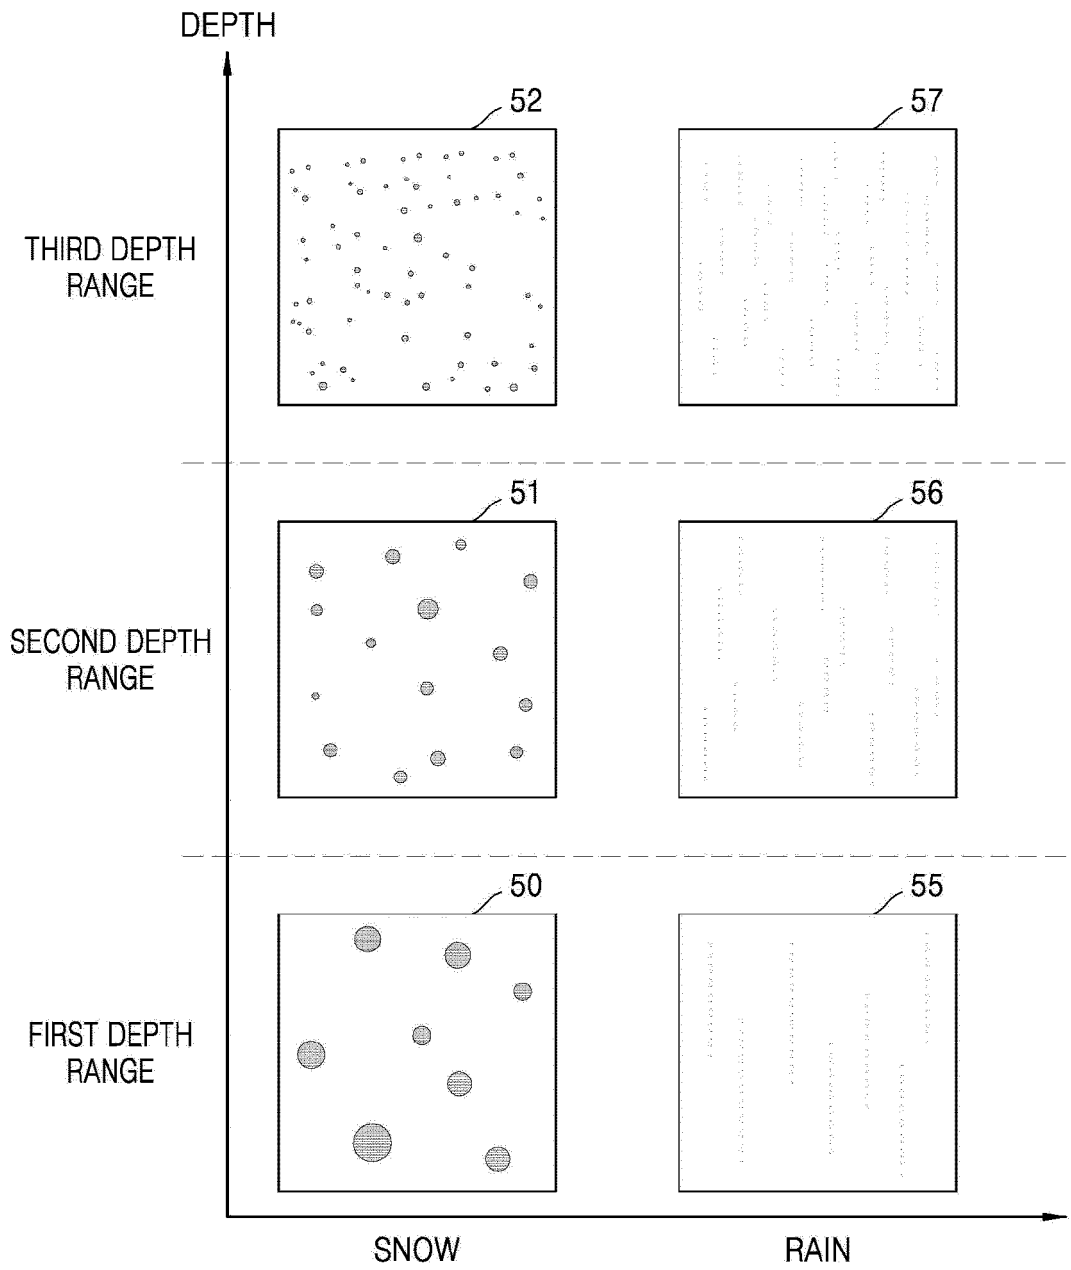 DEPTH
52
57
THIRD DEPTH
RANGE
51
56
SECOND DEPTH
RANGE
50
55
FIRST DEPTH
RANGE
SNOW
RAIN